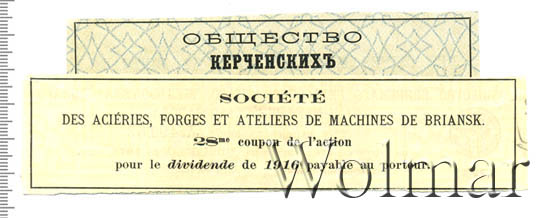 ОБЩЕСТВО
КЕРЧЕНСКИХЪ
SOCIÉTÉ
DES ACIÉRIES, FORGES ET ATELIERS DE MACHINES DE BRIANSK.
28me coupon de l'action
pour le dividende de 1916 payable au porteur.
Wolmar